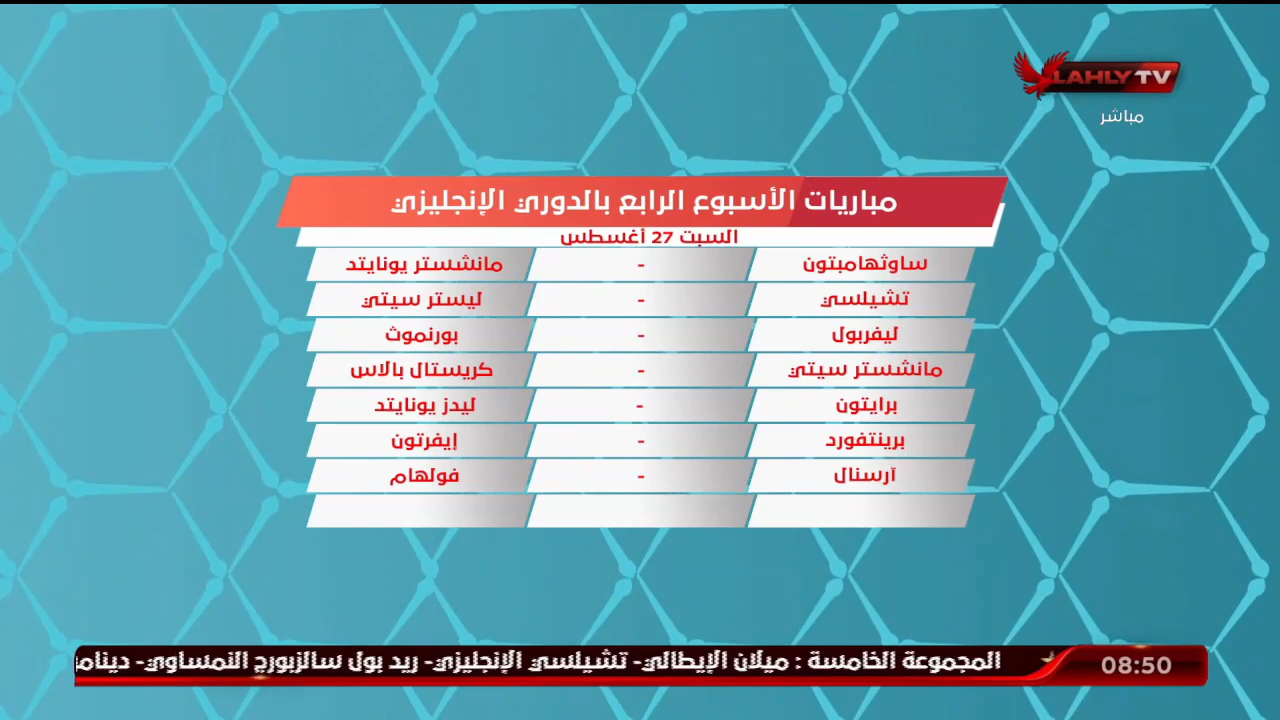 LAHLY TV
مباشر
مباريات الأسبوع الرابع بالدوري الإنجليزي
السبت 27 أغسطس
ساوثهامبتون - مانشستر يونايتد
تشيلسي - ليستر سيتي
ليفربول - بورنموث
مانشستر سيتي - كريستال بالاس
برايتون - ليدز يونايتد
برينتفورد - إيفرتون
آرسنال - فولهام
المجموعة الخامسة : ميلان الإيطالي- تشيلسي الإنجليزي- ريد بول سالزبورج النمساوي-
08:50